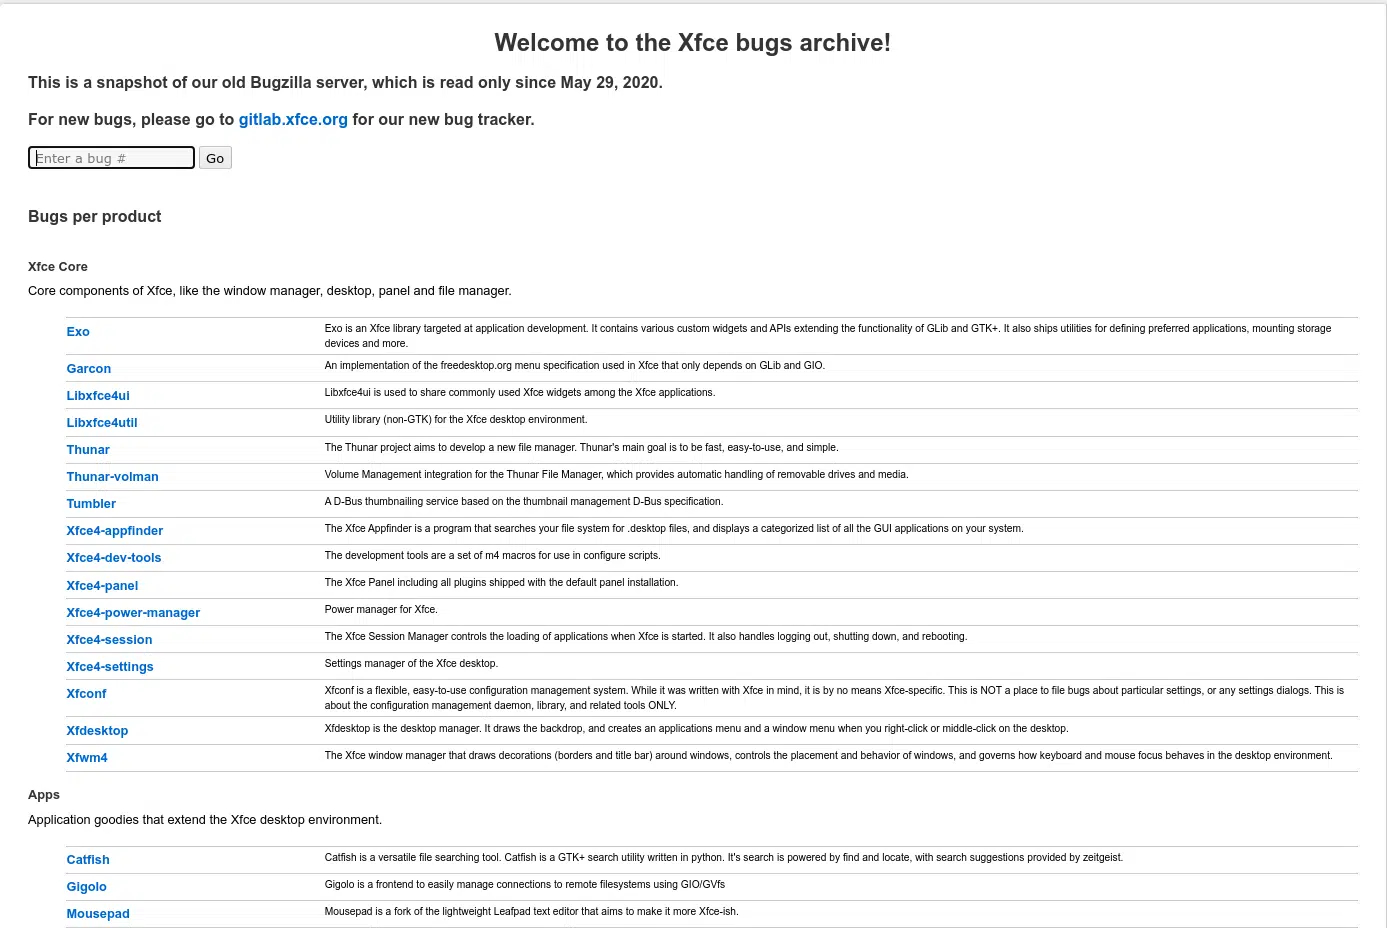 Welcome to the Xfce bugs archive!
This is a snapshot of our old Bugzilla server, which is read only since May 29, 2020.
For new bugs, please go to gitlab.xfce.org for our new bug tracker.
Enter a bug # Go
Bugs per product
Xfce Core
Core components of Xfce, like the window manager, desktop, panel and file manager.
Exo Exo is an Xfce library targeted at application development. It contains various custom widgets and APIs extending the functionality of GLib and GTK+. It also ships utilities for defining preferred applications, mounting storage
devices and more.
Garcon An implementation of the freedesktop.org menu specification used in Xfce that only depends on GLib and GIO.
Libxfce4ui Libxfce4ui is used to share commonly used Xfce widgets among the Xfce applications.
Libxfce4util Utility library (non-GTK) for the Xfce desktop environment.
Thunar The Thunar project aims to develop a new file manager. Thunar's main goal is to be fast, easy-to-use, and simple.
Thunar-volman Volume Management integration for the Thunar File Manager, which provides automatic handling of removable drives and media.
Tumbler A D-Bus thumbnailing service based on the thumbnail management D-Bus specification.
Xfce4-appfinder The Xfce Appfinder is a program that searches your file system for .desktop files, and displays a categorized list of all the GUI applications on your system.
Xfce4-dev-tools The development tools are a set of m4 macros for use in configure scripts.
Xfce4-panel The Xfce Panel including all plugins shipped with the default panel installation.
Xfce4-power-manager Power manager for Xfce.
Xfce4-session The Xfce Session Manager controls the loading of applications when Xfce is started. It also handles logging out, shutting down, and rebooting.
Xfce4-settings Settings manager of the Xfce desktop.
Xfconf Xfconf is a flexible, easy-to-use configuration management system. While it was written with Xfce in mind, it is by no means Xfce-specific. This is NOT a place to file bugs about particular settings, or any settings dialogs. This is
about the configuration management daemon, library, and related tools ONLY.
Xfdesktop Xfdesktop is the desktop manager. It draws the backdrop, and creates an applications menu and a window menu when you right-click or middle-click on the desktop.
Xfwm4 The Xfce window manager that draws decorations (borders and title bar) around windows, controls the placement and behavior of windows, and governs how keyboard and mouse focus behaves in the desktop environment.
Apps
Application goodies that extend the Xfce desktop environment.
Catfish Catfish is a versatile file searching tool. Catfish is a GTK+ search utility written in python. It's search is powered by find and locate, with search suggestions provided by zeitgeist.
Gigolo Gigolo is a frontend to easily manage connections to remote filesystems using GIO/GVfs
Mousepad Mousepad is a fork of the lightweight Leafpad text editor that aims to make it more Xfce-ish.